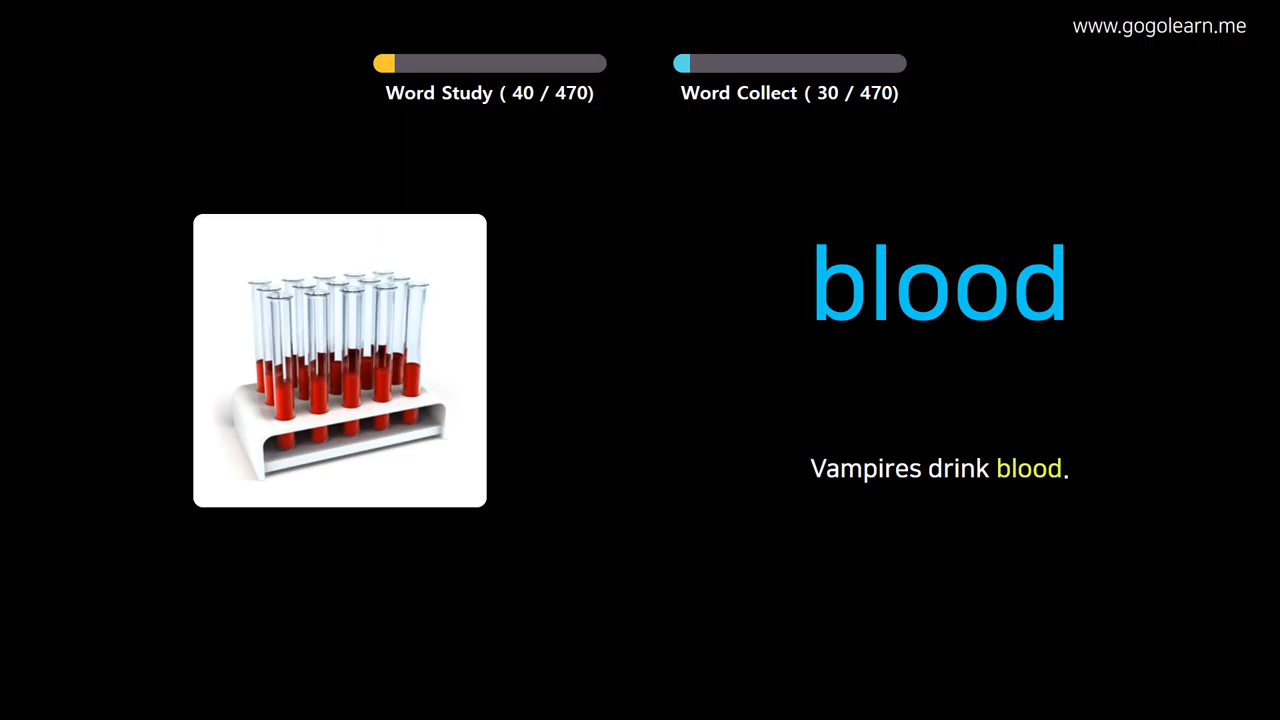 www.gogolearn.me
Word Study ( 40 / 470)
Word Collect ( 30 / 470)
blood
Vampires drink blood.